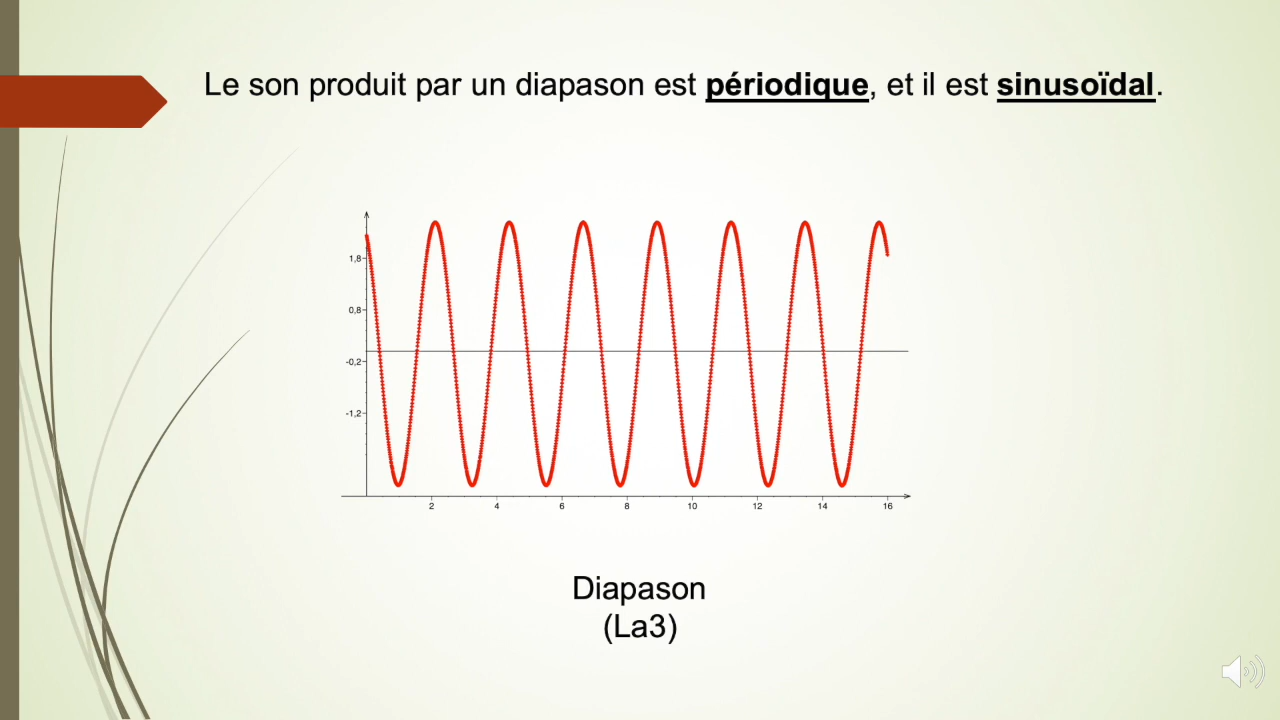 Le son produit par un diapason est périodique, et il est sinusoïdal.
1,8
0,8
-0,2
-1,2
2 4 6 8 10 12 14 16
Diapason
(La3)